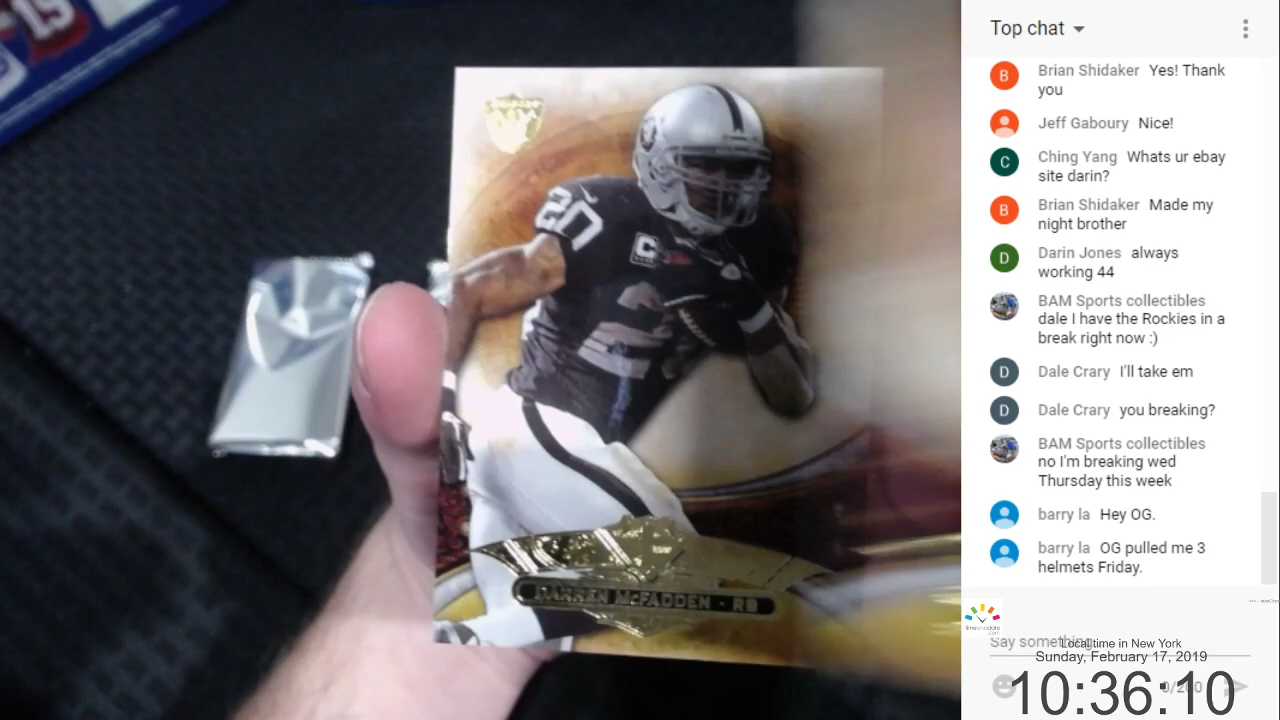 15
20
C
DARREN McFADDEN · RB
Top chat
Brian Shidaker Yes! Thank
you
Jeff Gaboury Nice!
Ching Yang Whats ur ebay
site darin?
Brian Shidaker Made my
night brother
Darin Jones always
working 44
BAM Sports collectibles
dale I have the Rockies in a
break right now :)
Dale Crary I'll take em
Dale Crary you breaking?
BAM Sports collectibles
no I'm breaking wed
Thursday this week
barry la Hey OG.
barry la OG pulled me 3
helmets Friday.
Say something...
Local time in New York
Sunday, February 17, 2019
0/200
10:36:10